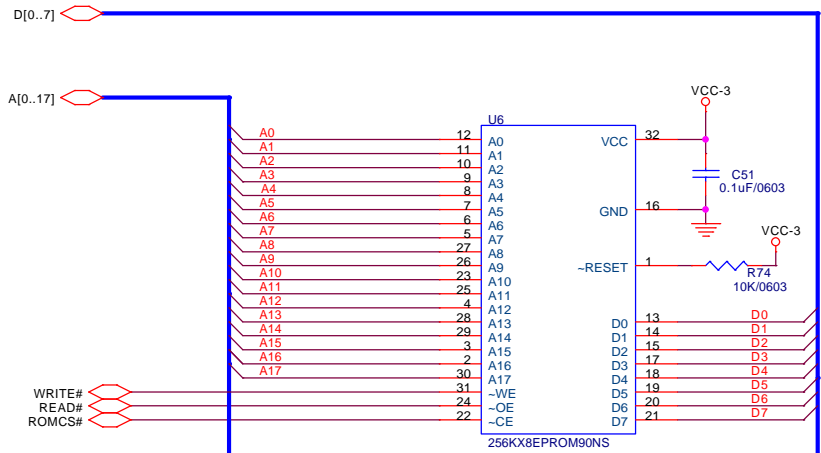 D[0..7]
A[0..17]
VCC-3
U6
A0 12 A0 VCC 32
A1 11 A1
A2 10 A2
A3 9 A3 C51
A4 8 A4 0.1uF/0603
A5 7 A5 GND 16
A6 6 A6
A7 5 A7 VCC-3
A8 27 A8
A9 26 A9 ~RESET 1
A10 23 A10 R74
A11 25 A11 10K/0603
A12 4 A12
A13 28 A13 D0 13 D0
A14 29 A14 D1 14 D1
A15 3 A15 D2 15 D2
A16 2 A16 D3 17 D3
A17 30 A17 D4 18 D4
WRITE# 31 ~WE D5 19 D5
READ# 24 ~OE D6 20 D6
ROMCS# 22 ~CE D7 21 D7
256KX8EPROM90NS